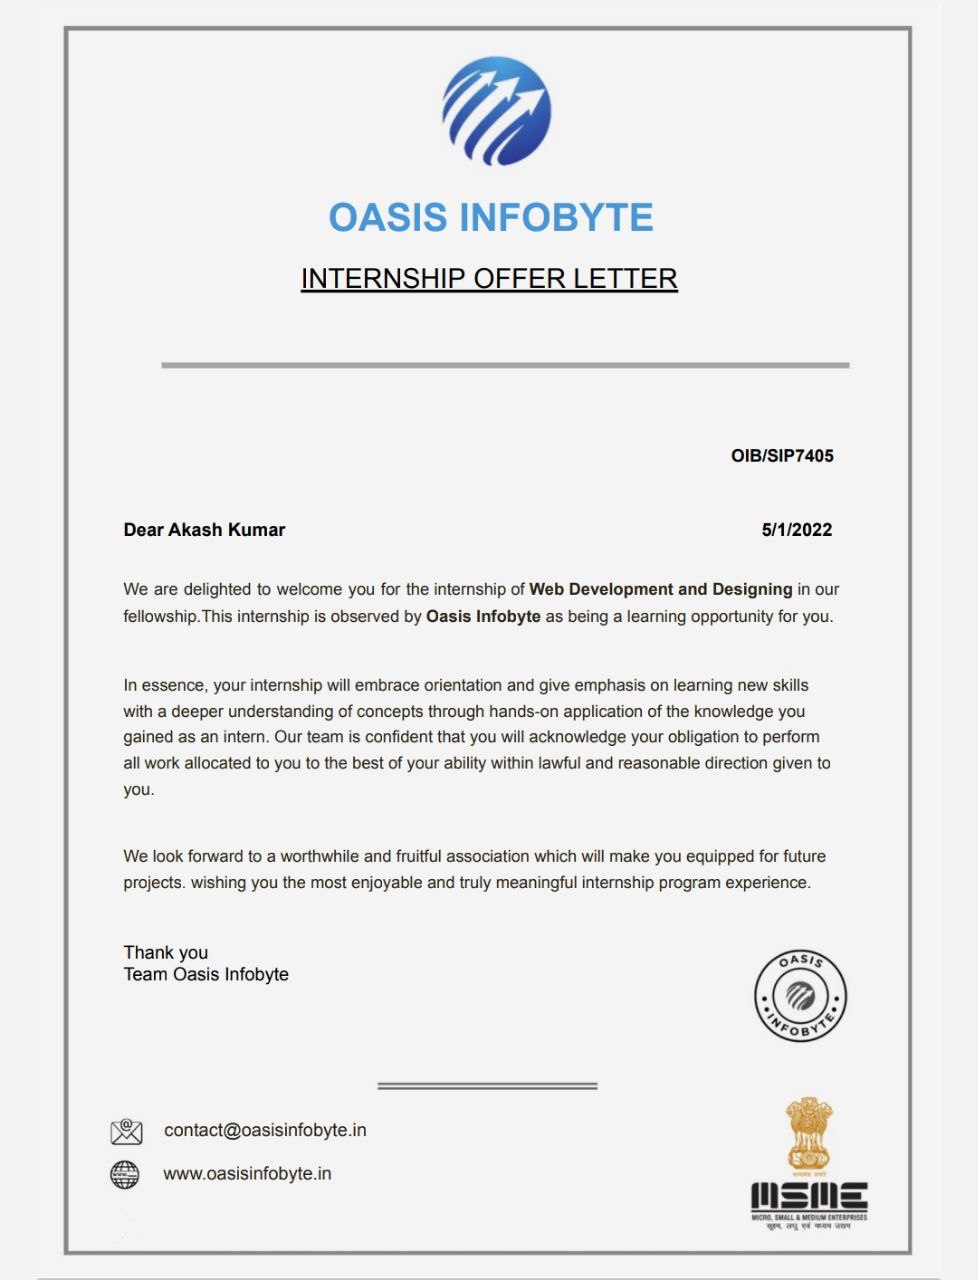 OASIS INFOBYTE
INTERNSHIP OFFER LETTER
OIB/SIP7405
Dear Akash Kumar
5/1/2022
We are delighted to welcome you for the internship of Web Development and Designing in our
fellowship.This internship is observed by Oasis Infobyte as being a learning opportunity for you.
In essence, your internship will embrace orientation and give emphasis on learning new skills
with a deeper understanding of concepts through hands-on application of the knowledge you
gained as an intern. Our team is confident that you will acknowledge your obligation to perform
all work allocated to you to the best of your ability within lawful and reasonable direction given to
you.
We look forward to a worthwhile and fruitful association which will make you equipped for future
projects. wishing you the most enjoyable and truly meaningful internship program experience.
Thank you
Team Oasis Infobyte
OASIS
INFOBYTE
contact@oasisinfobyte.in
www.oasisinfobyte.in
सत्यमेव जयते
MSME
MICRO, SMALL & MEDIUM ENTERPRISES
सूक्ष्म, लघु एवं मध्यम उद्यम